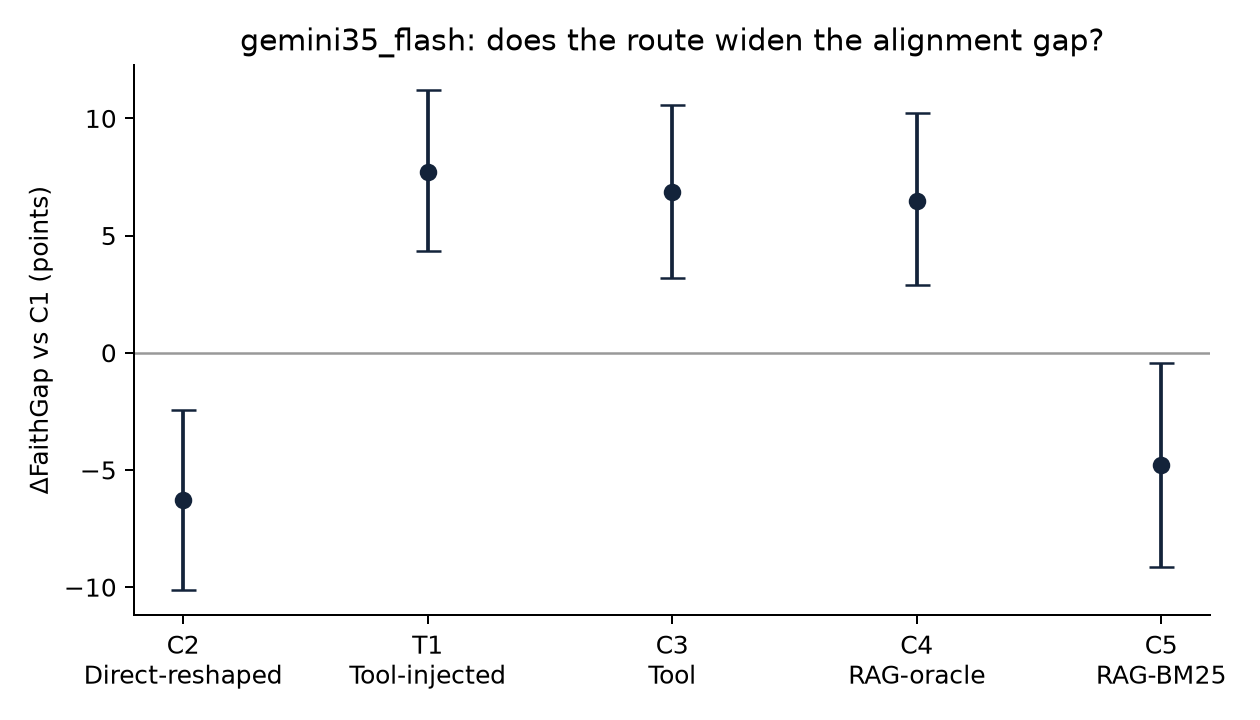 gemini35_flash: does the route widen the alignment gap?
ΔFaithGap vs C1 (points)
10
5
0
−5
−10
C2
Direct-reshaped
T1
Tool-injected
C3
Tool
C4
RAG-oracle
C5
RAG-BM25